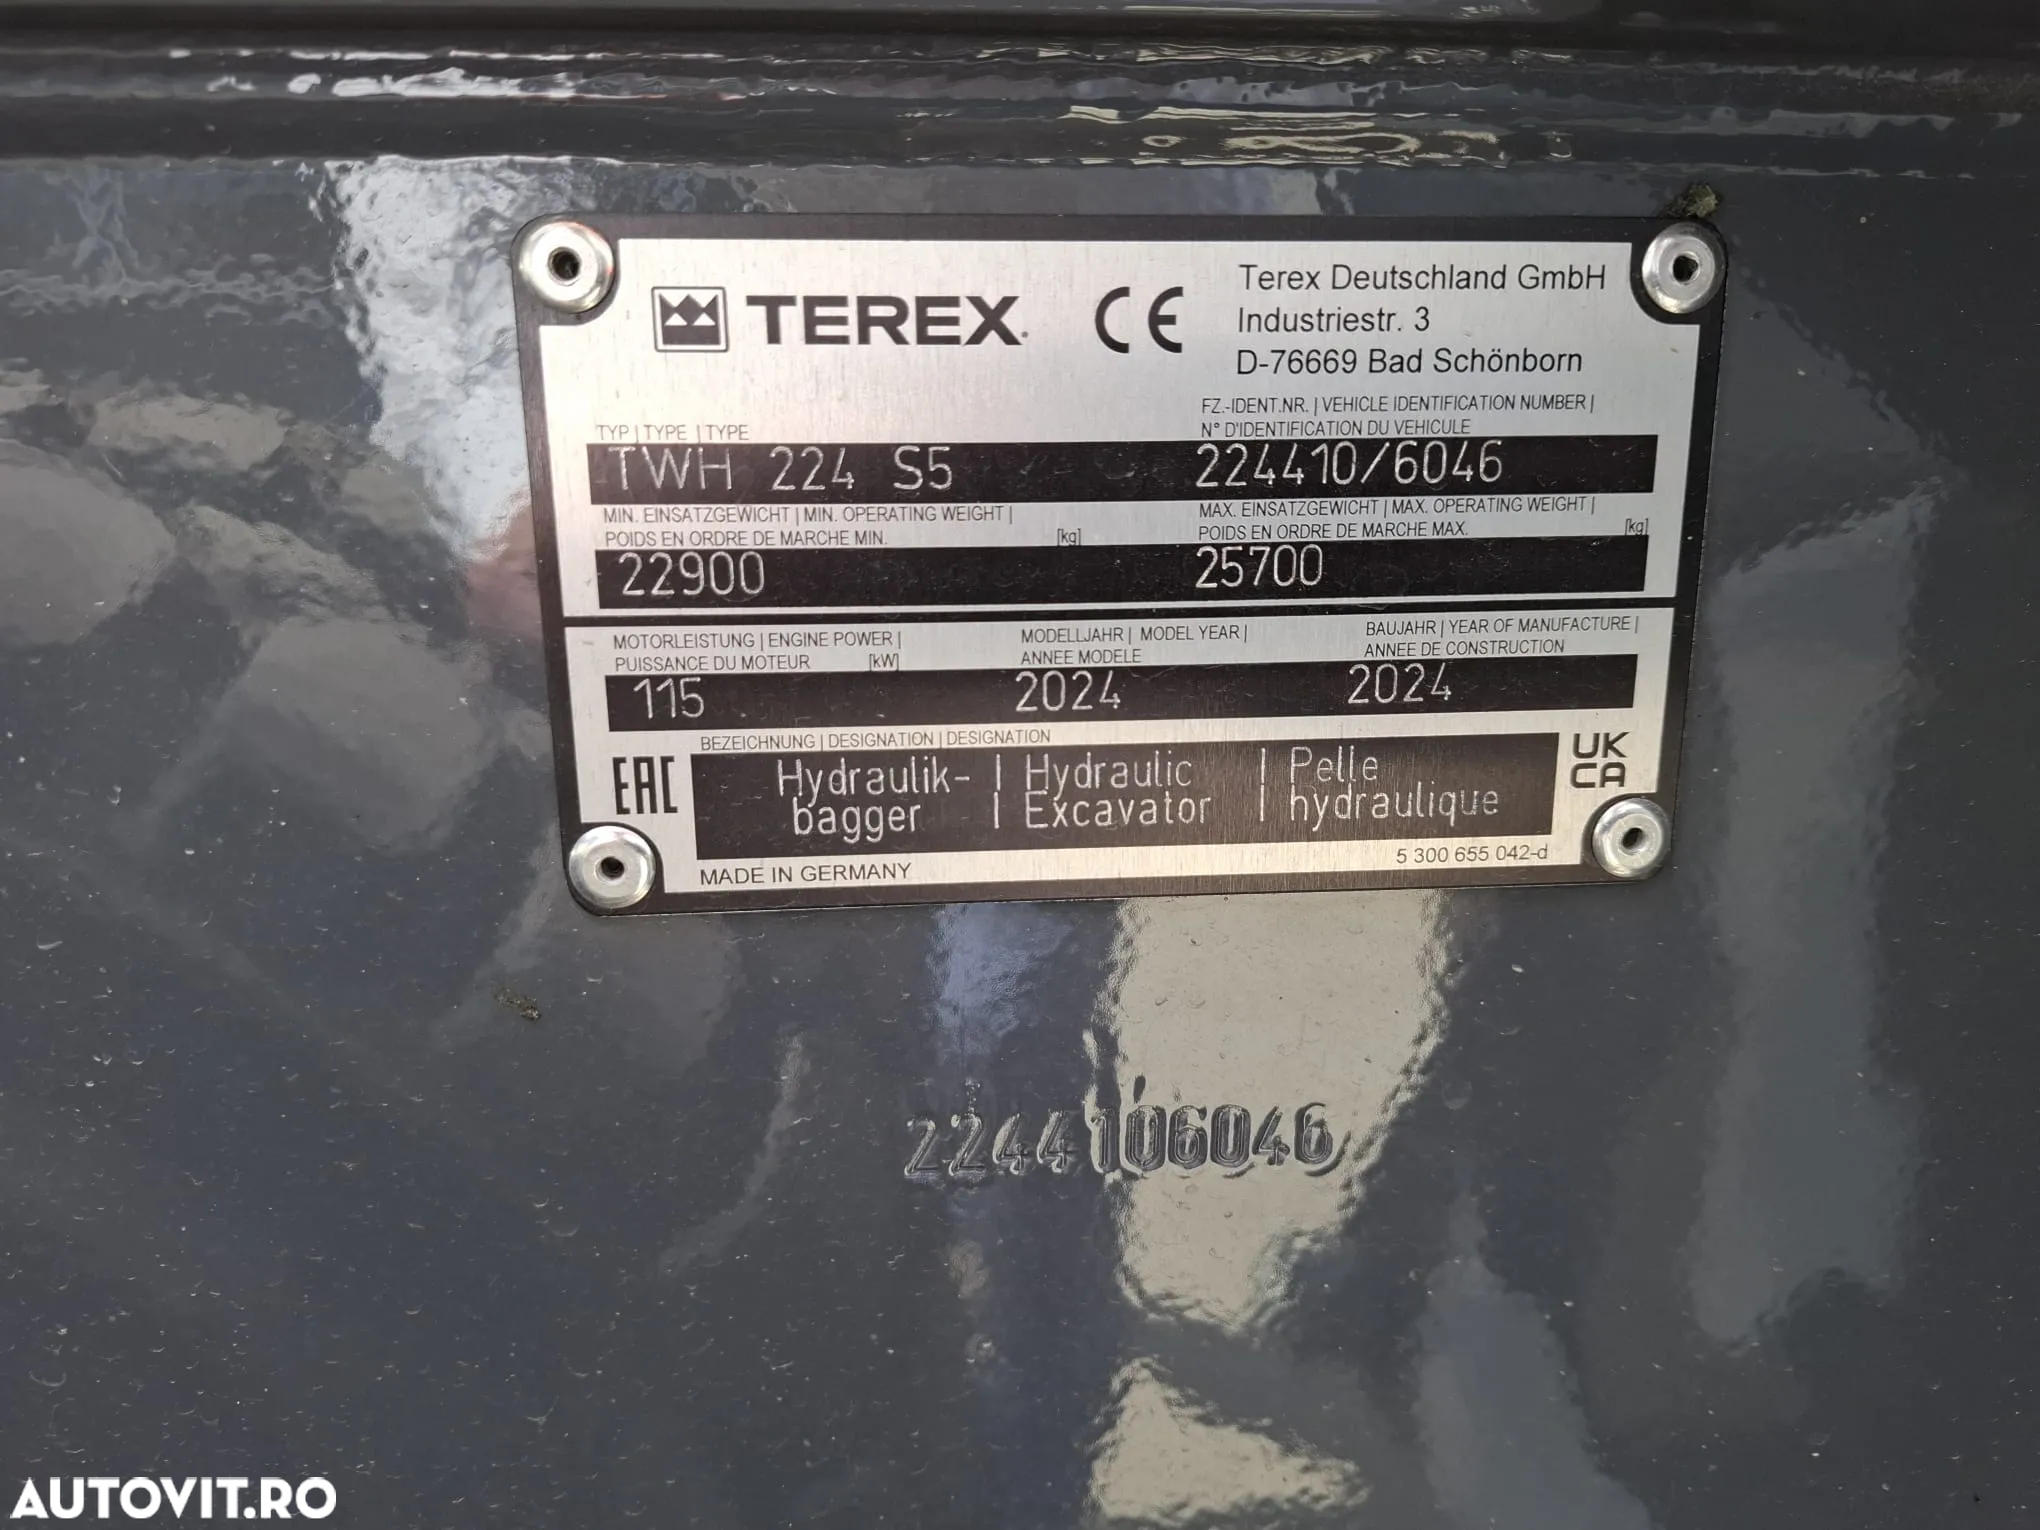 TEREX. CE
Terex Deutschland GmbH
Industriestr. 3
D-76669 Bad Schönborn
TYP | TYPE | TYPE
FZ.-IDENT.NR. | VEHICLE IDENTIFICATION NUMBER |
N° D'IDENTIFICATION DU VEHICULE
TWH 224 S5
224410/6046
MIN. EINSATZGEWICHT | MIN. OPERATING WEIGHT |
POIDS EN ORDRE DE MARCHE MIN. [kg]
MAX. EINSATZGEWICHT | MAX. OPERATING WEIGHT |
POIDS EN ORDRE DE MARCHE MAX. [kg]
22900
25700
MOTORLEISTUNG | ENGINE POWER |
PUISSANCE DU MOTEUR [kW]
MODELLJAHR | MODEL YEAR |
ANNEE MODELE
BAUJAHR | YEAR OF MANUFACTURE |
ANNEE DE CONSTRUCTION
115
2024
2024
BEZEICHNUNG | DESIGNATION | DESIGNATION
EAC
Hydraulik- | Hydraulic | Pelle
bagger | Excavator | hydraulique
UK
CA
MADE IN GERMANY
5 300 655 042-d
2244106046
AUTOVIT.RO